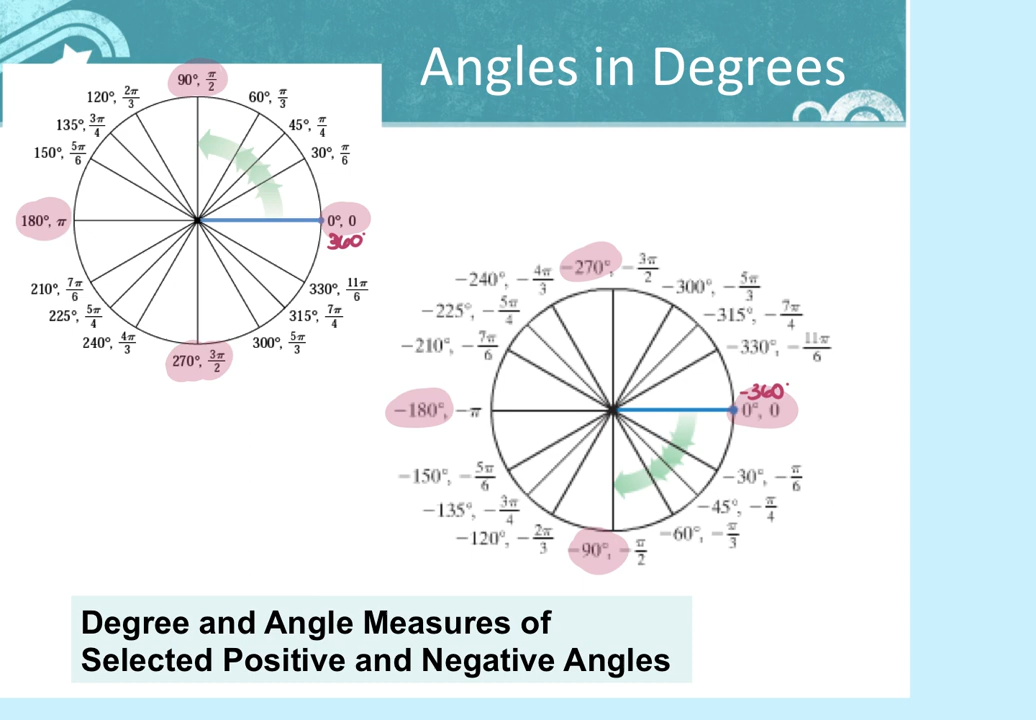 Angles in Degrees
90°, π/2
120°, 2π/3
60°, π/3
135°, 3π/4
45°, π/4
150°, 5π/6
30°, π/6
180°, π
0°, 0
360°
210°, 7π/6
330°, 11π/6
225°, 5π/4
315°, 7π/4
240°, 4π/3
300°, 5π/3
270°, 3π/2
-270°, -3π/2
-240°, -4π/3
-300°, -5π/3
-225°, -5π/4
-315°, -7π/4
-210°, -7π/6
-330°, -11π/6
-360°
-180°, -π
0°, 0
-150°, -5π/6
-30°, -π/6
-135°, -3π/4
-45°, -π/4
-120°, -2π/3
-60°, -π/3
-90°, -π/2
Degree and Angle Measures of
Selected Positive and Negative Angles